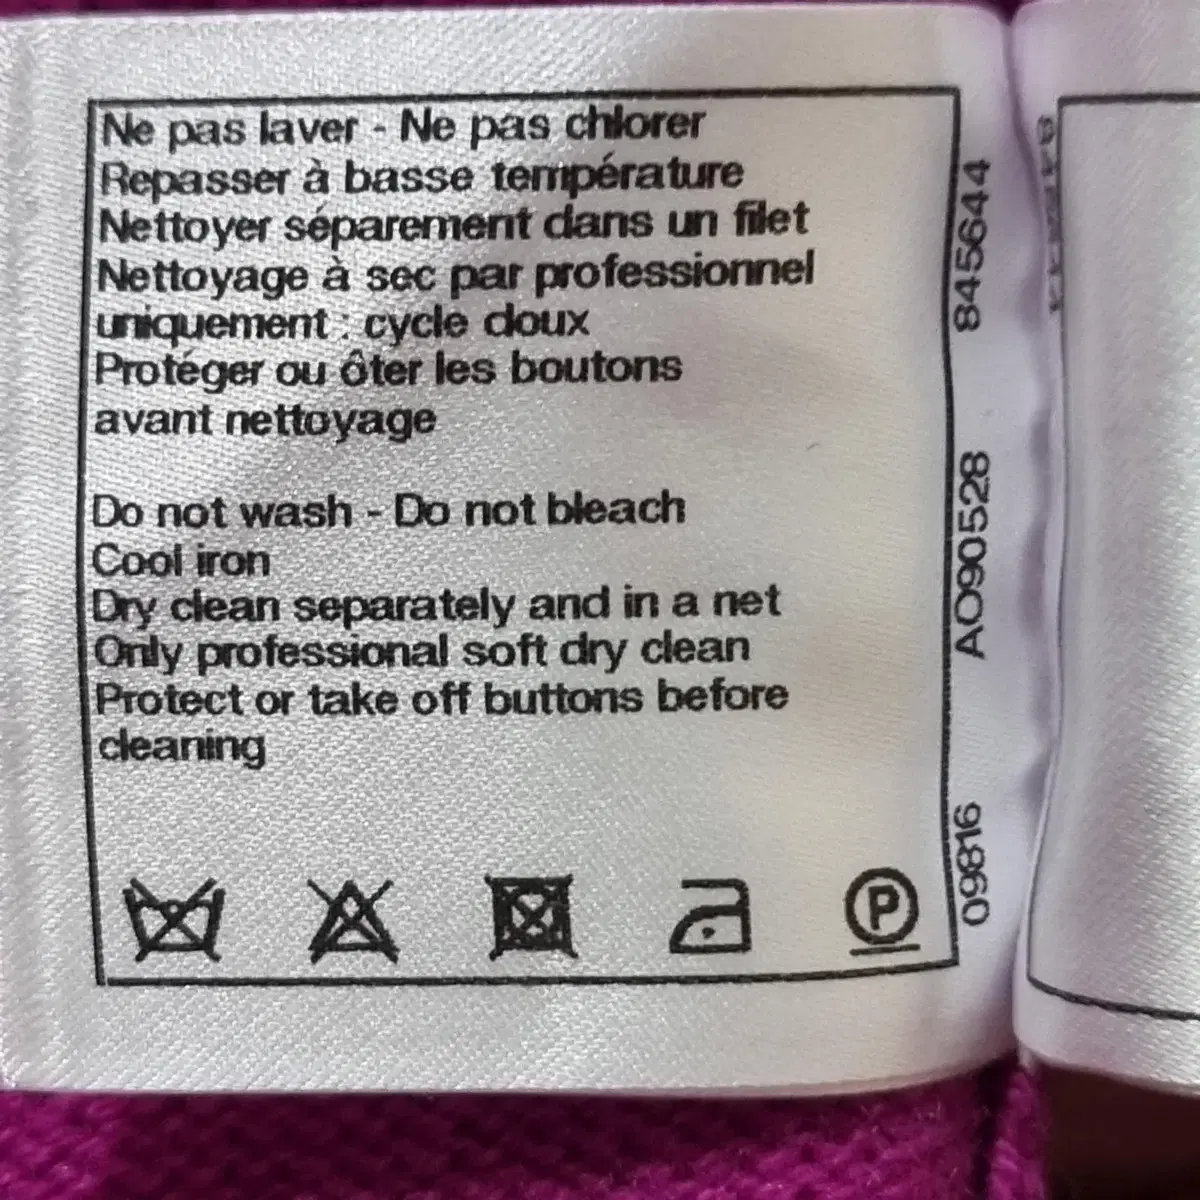 Ne pas laver - Ne pas chlorer
Repasser à basse température
Nettoyer séparement dans un filet
Nettoyage à sec par professionnel
uniquement : cycle doux
Protéger ou ôter les boutons
avant nettoyage
Do not wash - Do not bleach
Cool iron
Dry clean separately and in a net
Only professional soft dry clean
Protect or take off buttons before
cleaning
P
09816
AO90528
845644